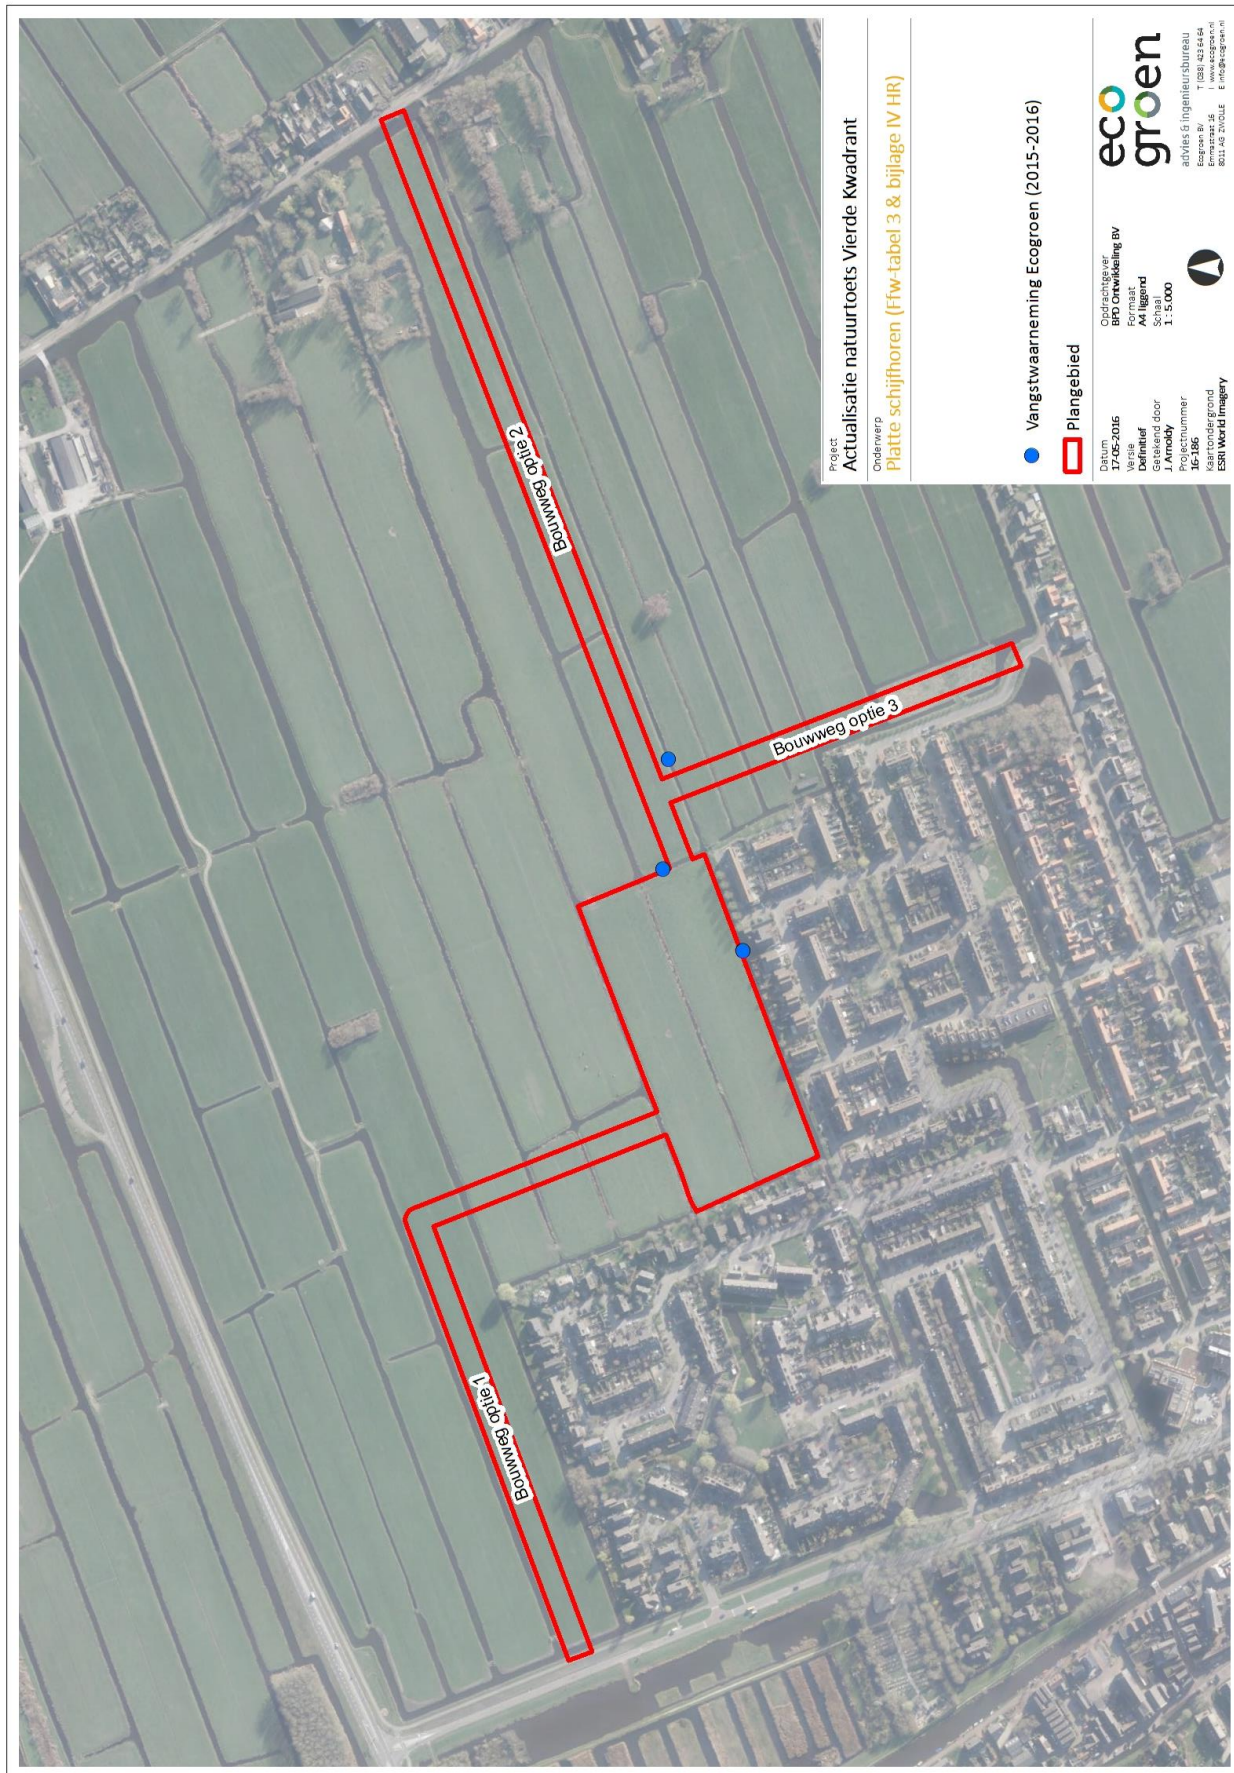 Bouwweg optie 1
Bouwweg optie 2
Bouwweg optie 3
Project
Actualisatie natuurtoets Vierde Kwadrant
Onderwerp
Platte schijfhoren (Ffw-tabel 3 & bijlage IV HR)
Vangstwaarneming Ecogroen (2015-2016)
Plangebied
Datum
17-05-2016
Versie
Definitief
Getekend door
J. Arnoldy
Projectnummer
16-186
Kaartondergrond
ESRI World Imagery
Opdrachtgever
BPD Ontwikkeling BV
Formaat
A4 liggend
Schaal
1 : 5.000
eco
groen
advies & ingenieursbureau
Ecogroen BV
Emmastraat 16
8011 AG ZWOLLE
T (038) 423 64 64
I www.ecogroen.nl
E info@ecogroen.nl